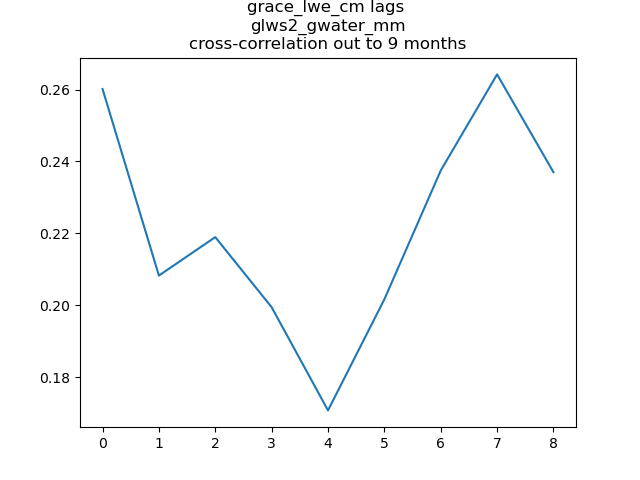 grace_lwe_cm lags
glws2_gwater_mm
cross-correlation out to 9 months
0.26
0.24
0.22
0.20
0.18
0 1 2 3 4 5 6 7 8